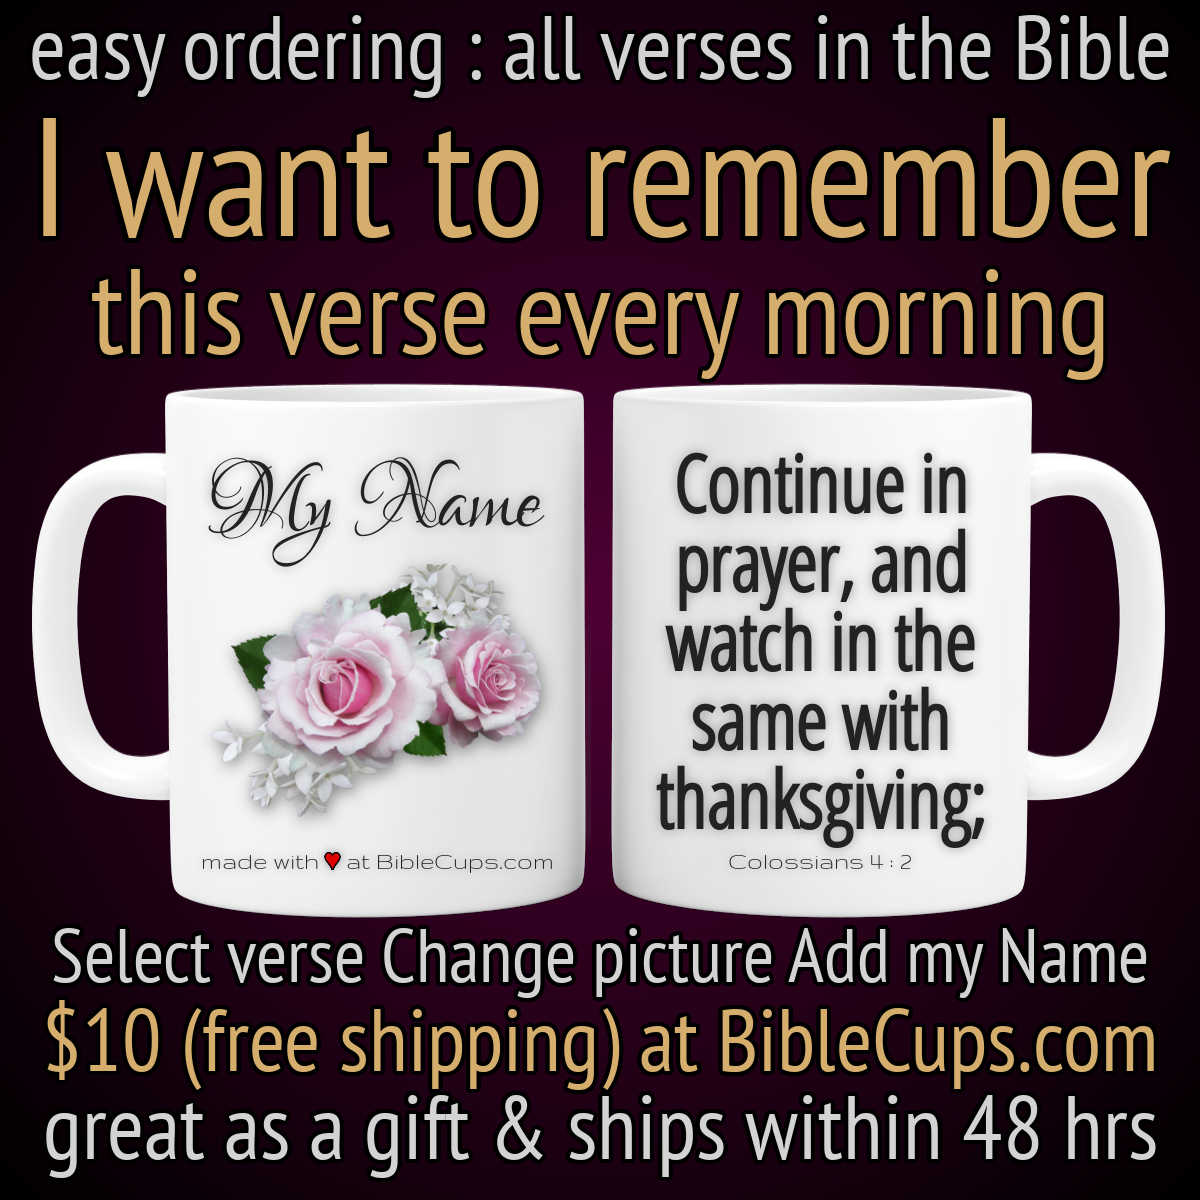 easy ordering : all verses in the Bible
I want to remember
this verse every morning
My Name
made with ♥ at BibleCups.com
Continue in
prayer, and
watch in the
same with
thanksgiving;
Colossians 4 : 2
Select verse Change picture Add my Name
$10 (free shipping) at BibleCups.com
great as a gift & ships within 48 hrs